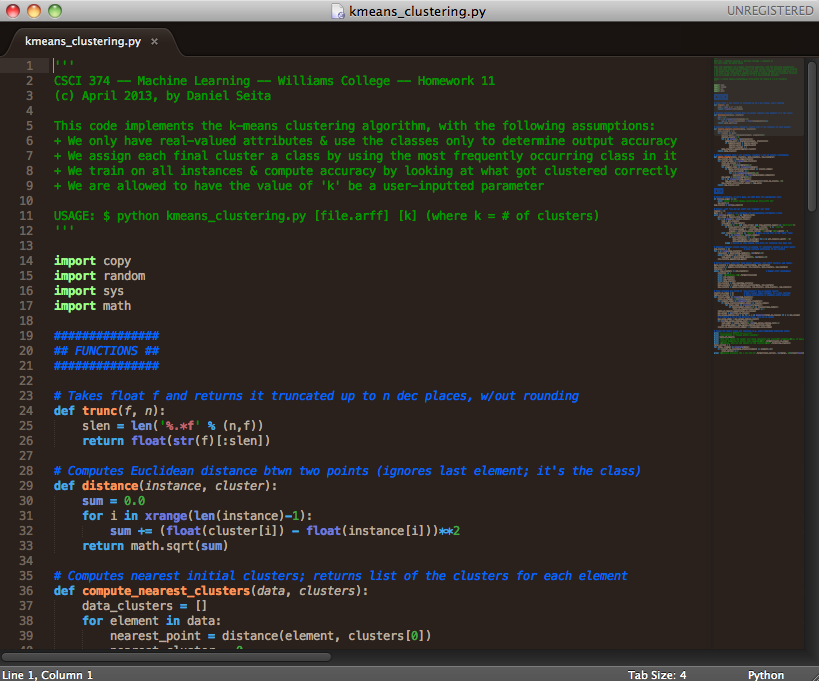 kmeans_clustering.py
UNREGISTERED
kmeans_clustering.py ×
1 '''
2 CSCI 374 -- Machine Learning -- Williams College -- Homework 11
3 (c) April 2013, by Daniel Seita
4
5 This code implements the k-means clustering algorithm, with the following assumptions:
6 + We only have real-valued attributes & use the classes only to determine output accuracy
7 + We assign each final cluster a class by using the most frequently occurring class in it
8 + We train on all instances & compute accuracy by looking at what got clustered correctly
9 + We are allowed to have the value of 'k' be a user-inputted parameter
10
11 USAGE: $ python kmeans_clustering.py [file.arff] [k] (where k = # of clusters)
12 '''
13
14 import copy
15 import random
16 import sys
17 import math
18
19 ###############
20 ## FUNCTIONS ##
21 ###############
22
23 # Takes float f and returns it truncated up to n dec places, w/out rounding
24 def trunc(f, n):
25     slen = len('%.*f' % (n,f))
26     return float(str(f)[:slen])
27
28 # Computes Euclidean distance btwn two points (ignores last element; it's the class)
29 def distance(instance, cluster):
30     sum = 0.0
31     for i in xrange(len(instance)-1):
32         sum += (float(cluster[i]) - float(instance[i]))**2
33     return math.sqrt(sum)
34
35 # Computes nearest initial clusters; returns list of the clusters for each element
36 def compute_nearest_clusters(data, clusters):
37     data_clusters = []
38     for element in data:
39         nearest_point = distance(element, clusters[0])
40         nearest_cluster = 0
Line 1, Column 1
Tab Size: 4
Python